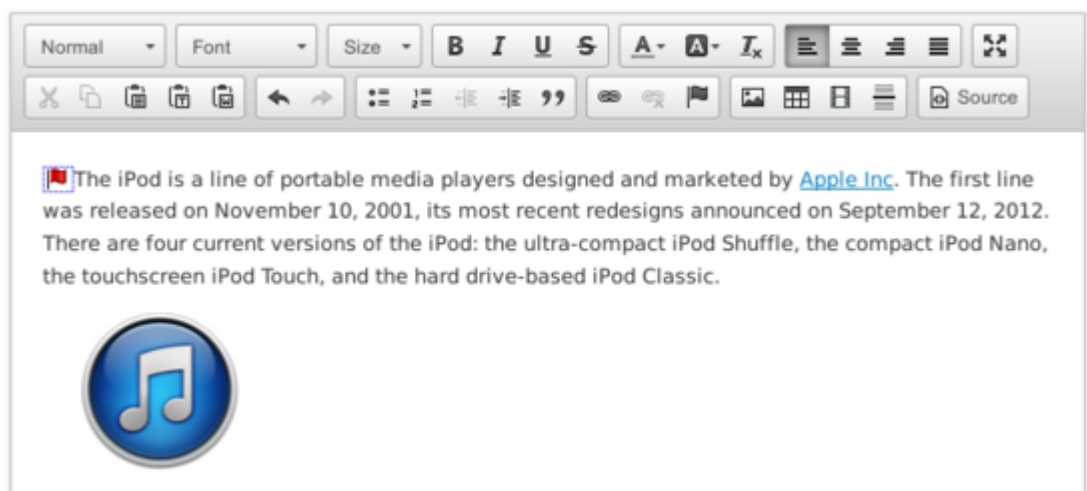 Normal Font Size B I U S A A Ix
Source
The iPod is a line of portable media players designed and marketed by Apple Inc. The first line
was released on November 10, 2001, its most recent redesigns announced on September 12, 2012.
There are four current versions of the iPod: the ultra-compact iPod Shuffle, the compact iPod Nano,
the touchscreen iPod Touch, and the hard drive-based iPod Classic.